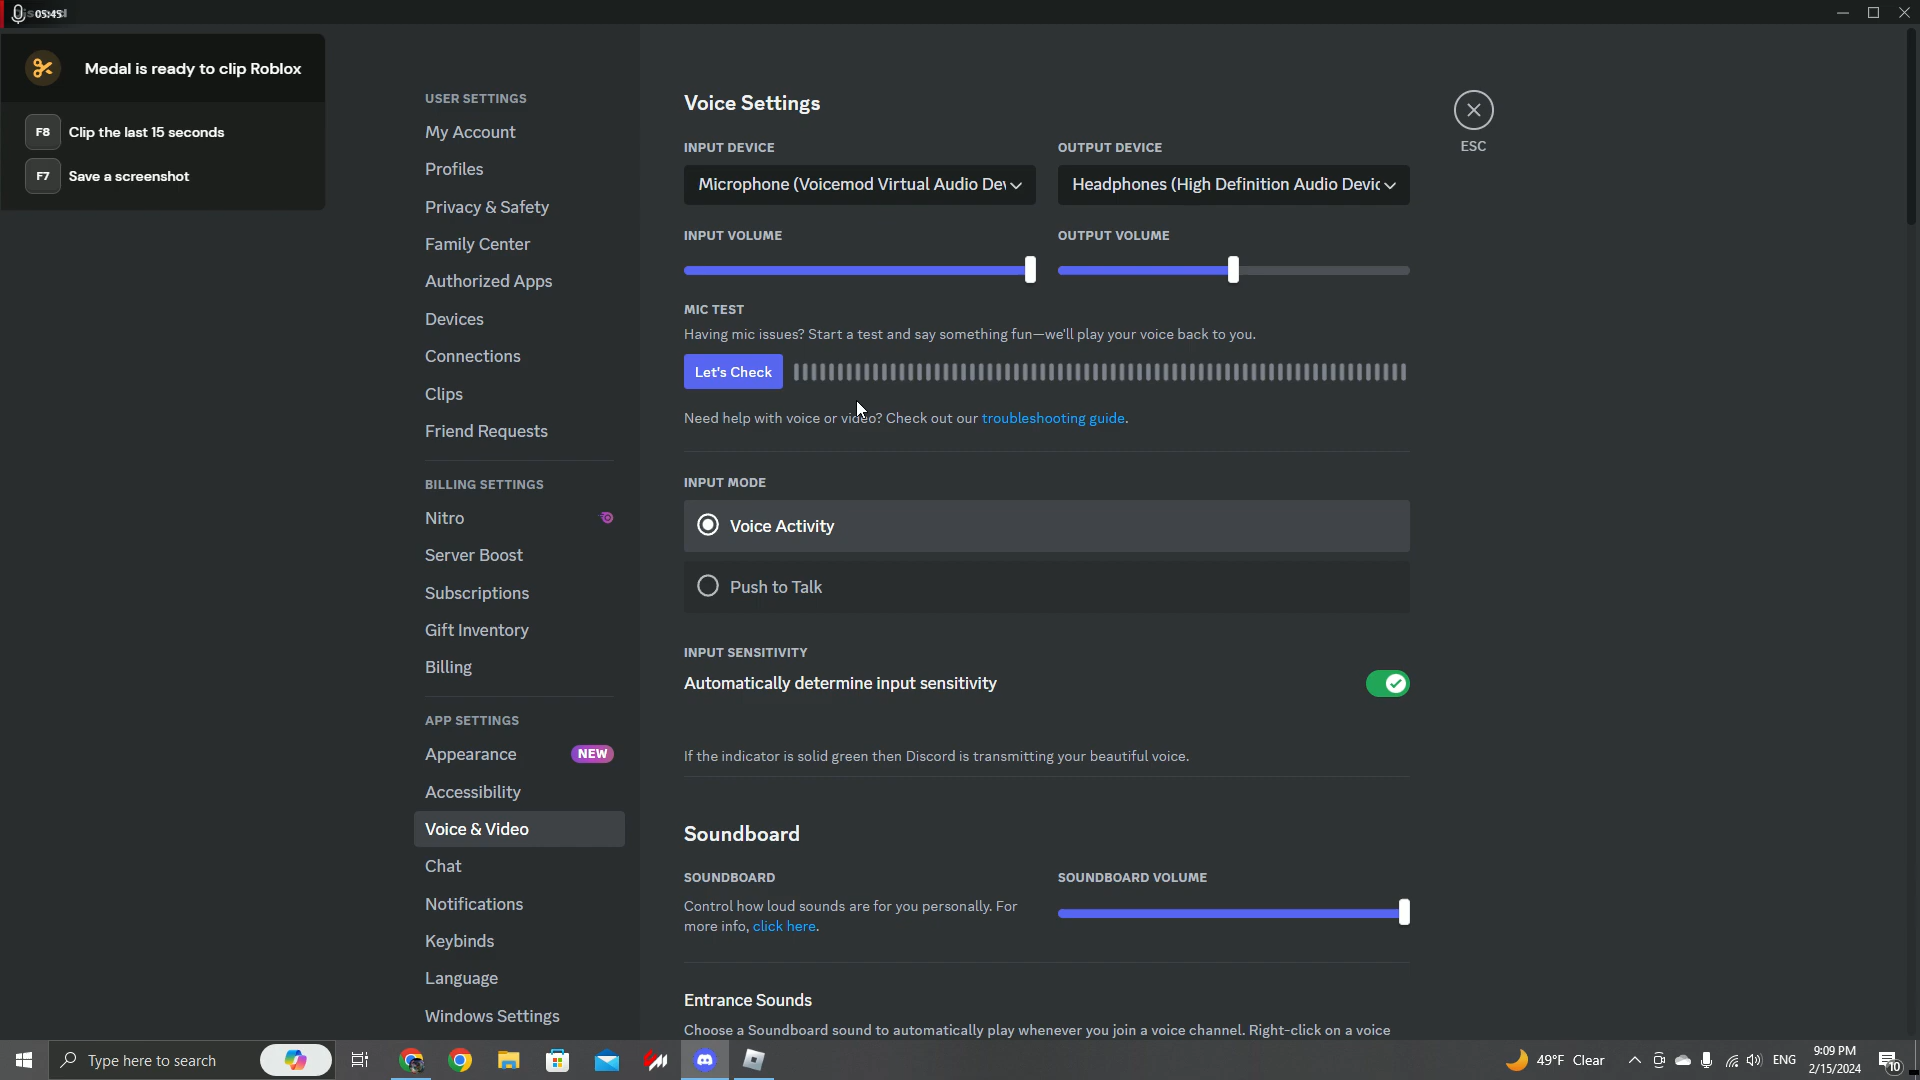 05:45
Medal is ready to clip Roblox
F8 Clip the last 15 seconds
F7 Save a screenshot
USER SETTINGS
My Account
Profiles
Privacy & Safety
Family Center
Authorized Apps
Devices
Connections
Clips
Friend Requests
BILLING SETTINGS
Nitro
Server Boost
Subscriptions
Gift Inventory
Billing
APP SETTINGS
Appearance NEW
Accessibility
Voice & Video
Chat
Notifications
Keybinds
Language
Windows Settings
Voice Settings
ESC
INPUT DEVICE
OUTPUT DEVICE
Microphone (Voicemod Virtual Audio Dev
Headphones (High Definition Audio Devic
INPUT VOLUME
OUTPUT VOLUME
MIC TEST
Having mic issues? Start a test and say something fun—we'll play your voice back to you.
Let's Check
Need help with voice or video? Check out our troubleshooting guide.
INPUT MODE
Voice Activity
Push to Talk
INPUT SENSITIVITY
Automatically determine input sensitivity
If the indicator is solid green then Discord is transmitting your beautiful voice.
Soundboard
SOUNDBOARD
SOUNDBOARD VOLUME
Control how loud sounds are for you personally. For
more info, click here.
Entrance Sounds
Choose a Soundboard sound to automatically play whenever you join a voice channel. Right-click on a voice
Type here to search
49°F Clear
ENG
9:09 PM
2/15/2024
10